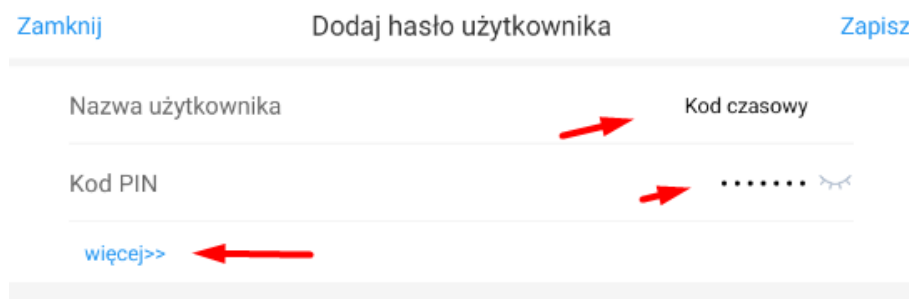 Zamknij Dodaj hasło użytkownika Zapisz
Nazwa użytkownika Kod czasowy
Kod PIN •••••••
więcej>>